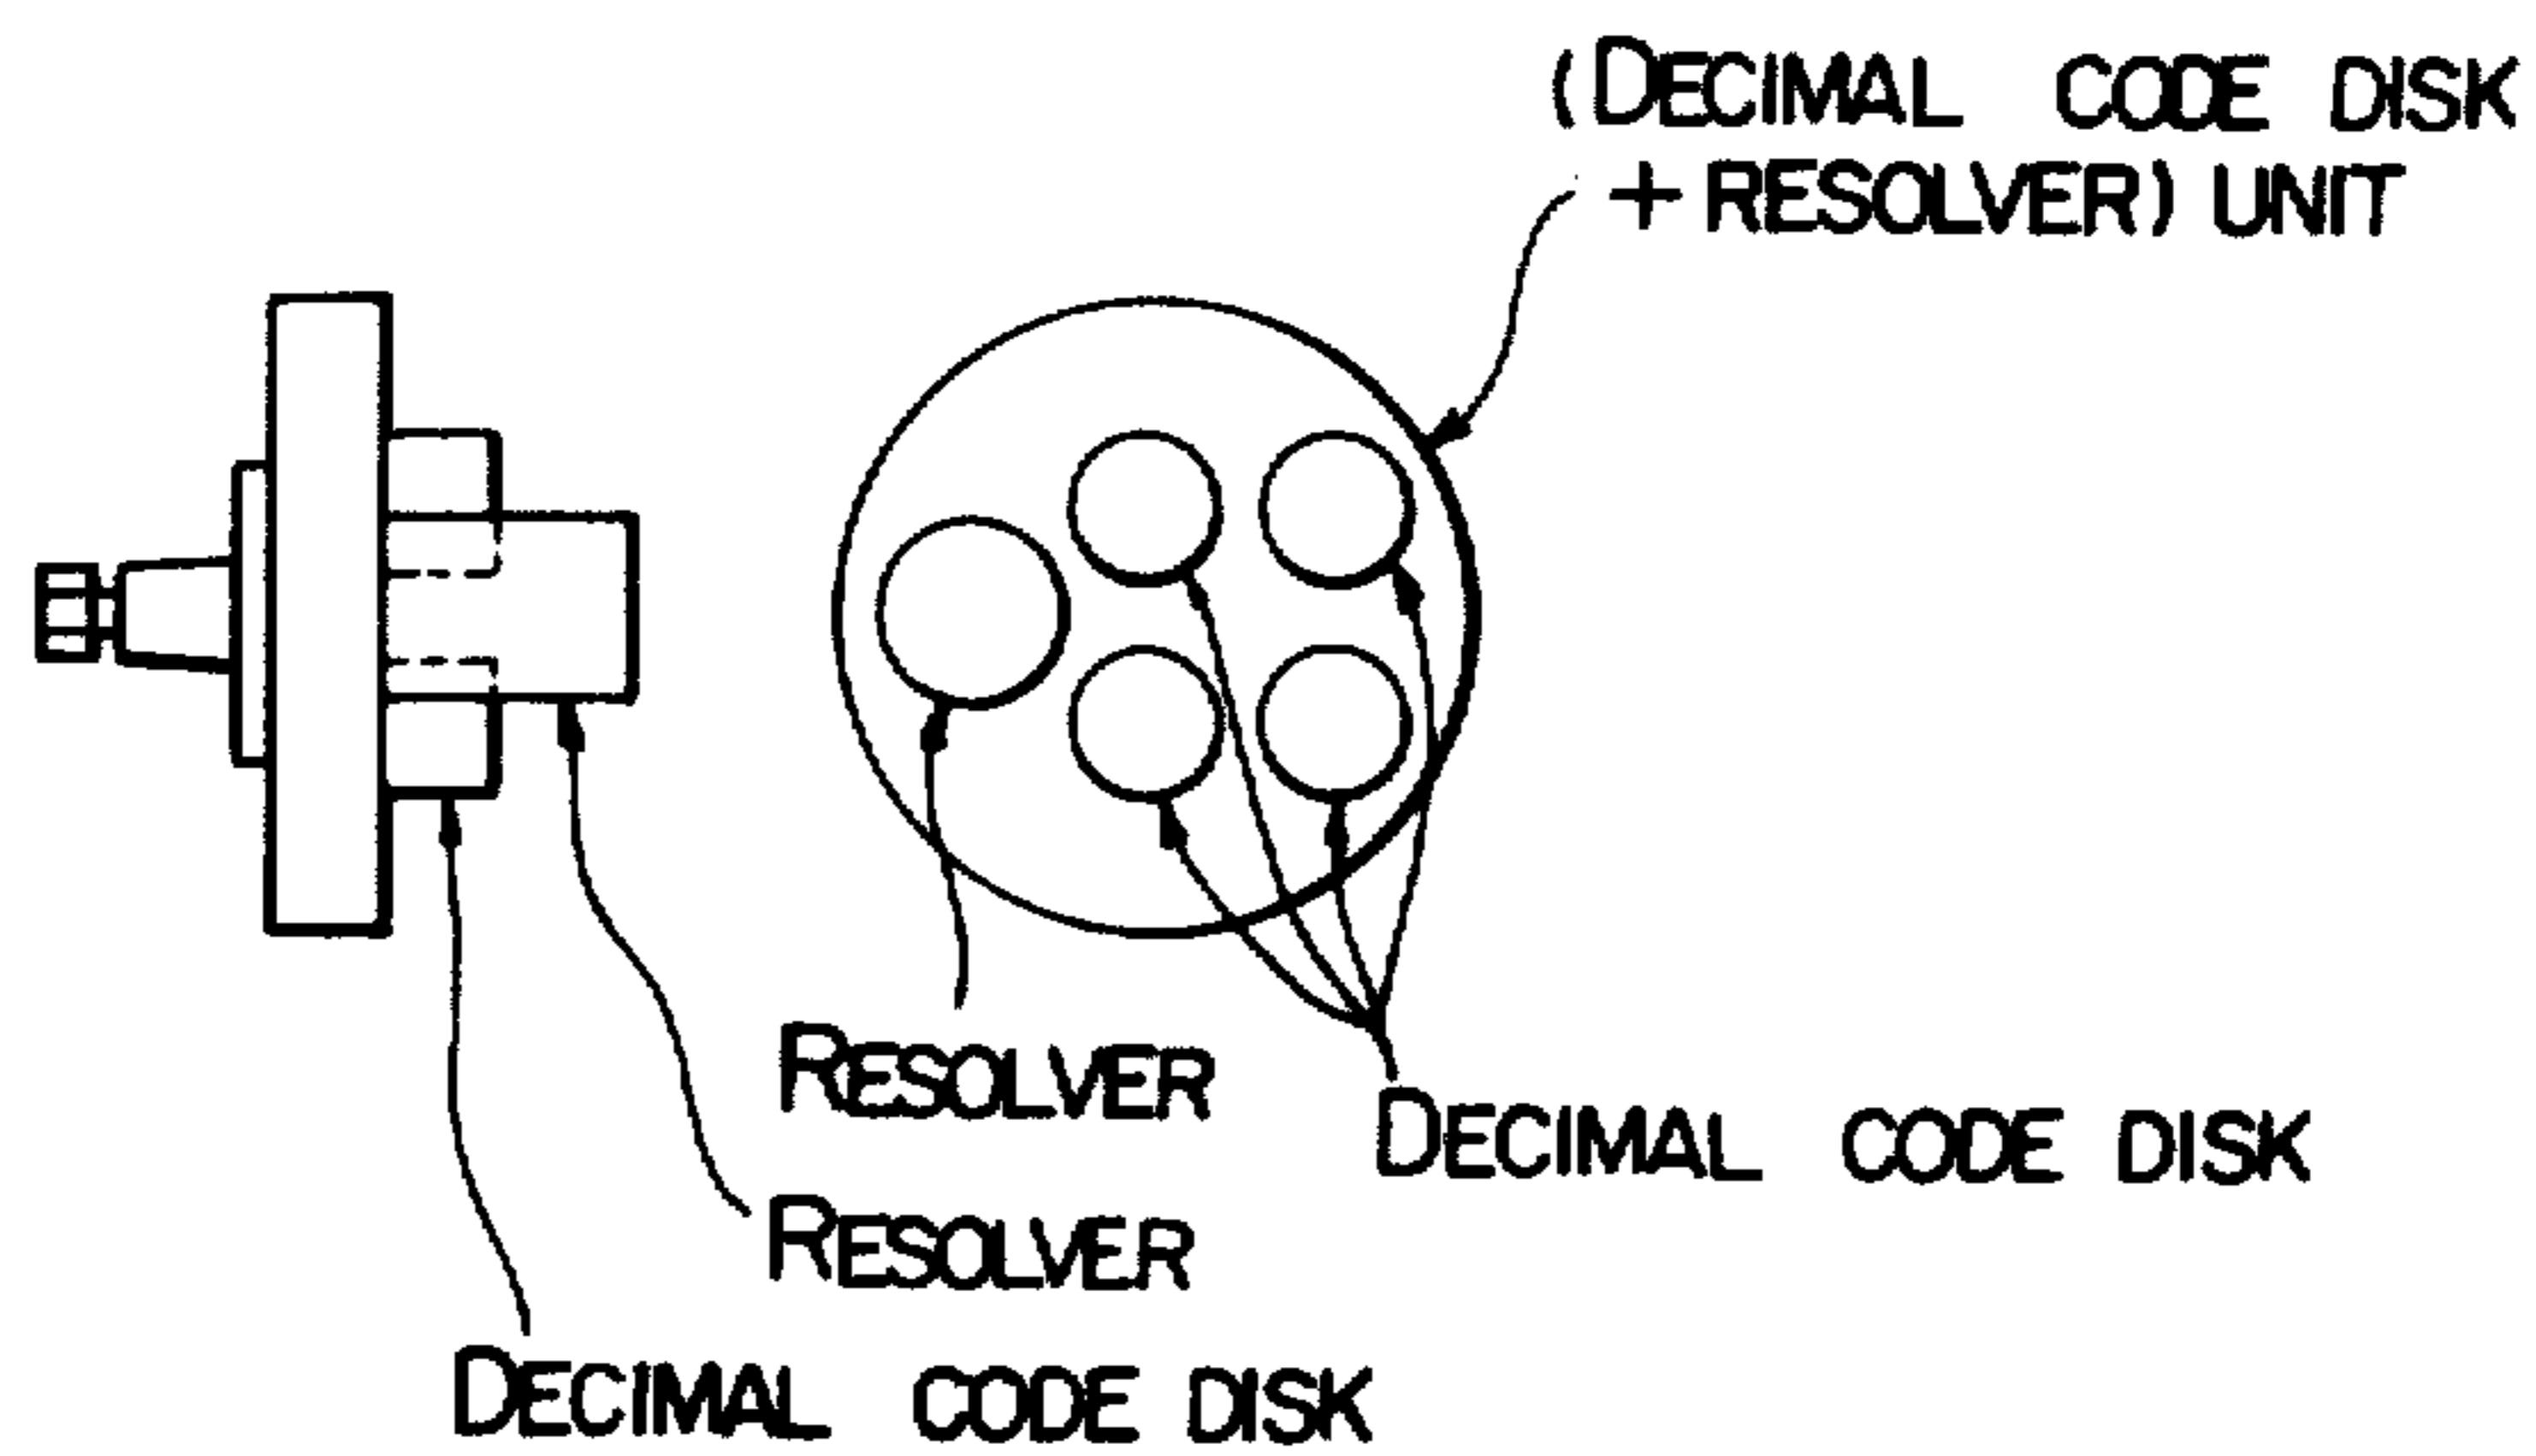 (DECIMAL CODE DISK
+ RESOLVER) UNIT
RESOLVER
DECIMAL CODE DISK
RESOLVER
DECIMAL CODE DISK